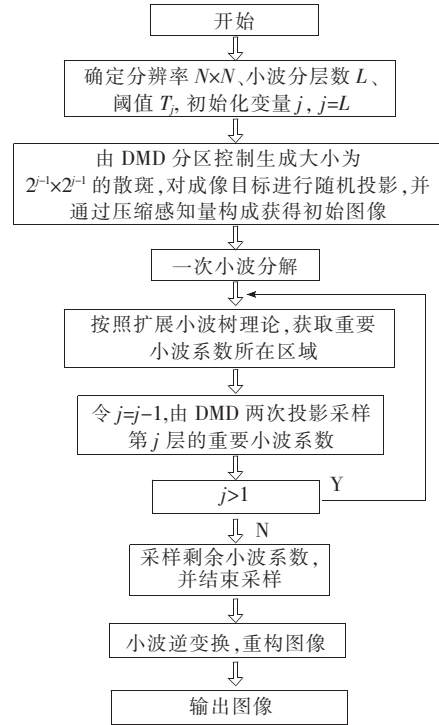 开始
确定分辨率 N×N、小波分层数 L、
阈值 Tj, 初始化变量 j, j=L
由 DMD 分区控制生成大小为
2^{j-1}×2^{j-1} 的散斑,对成像目标进行随机投影,并
通过压缩感知量构成获得初始图像
一次小波分解
按照扩展小波树理论,获取重要
小波系数所在区域
令 j=j-1,由 DMD 两次投影采样
第 j 层的重要小波系数
j>1
Y
N
采样剩余小波系数,
并结束采样
小波逆变换,重构图像
输出图像